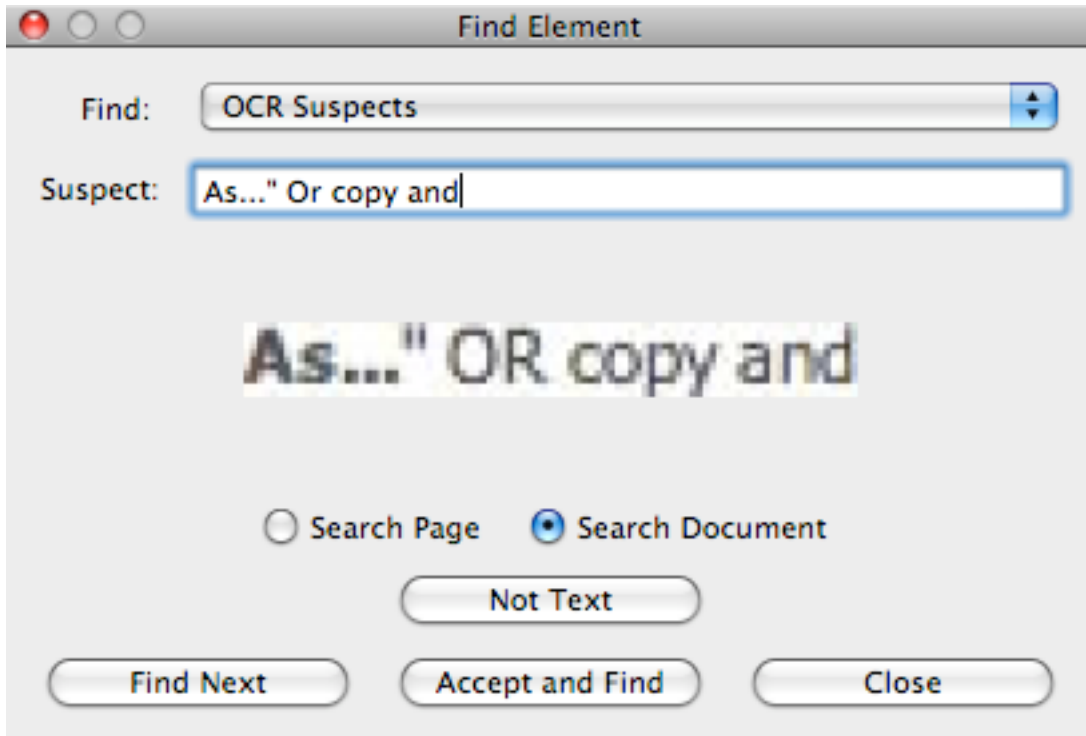 Find Element
Find: OCR Suspects
Suspect: As..." Or copy and
As..." OR copy and
Search Page Search Document
Not Text
Find Next Accept and Find Close